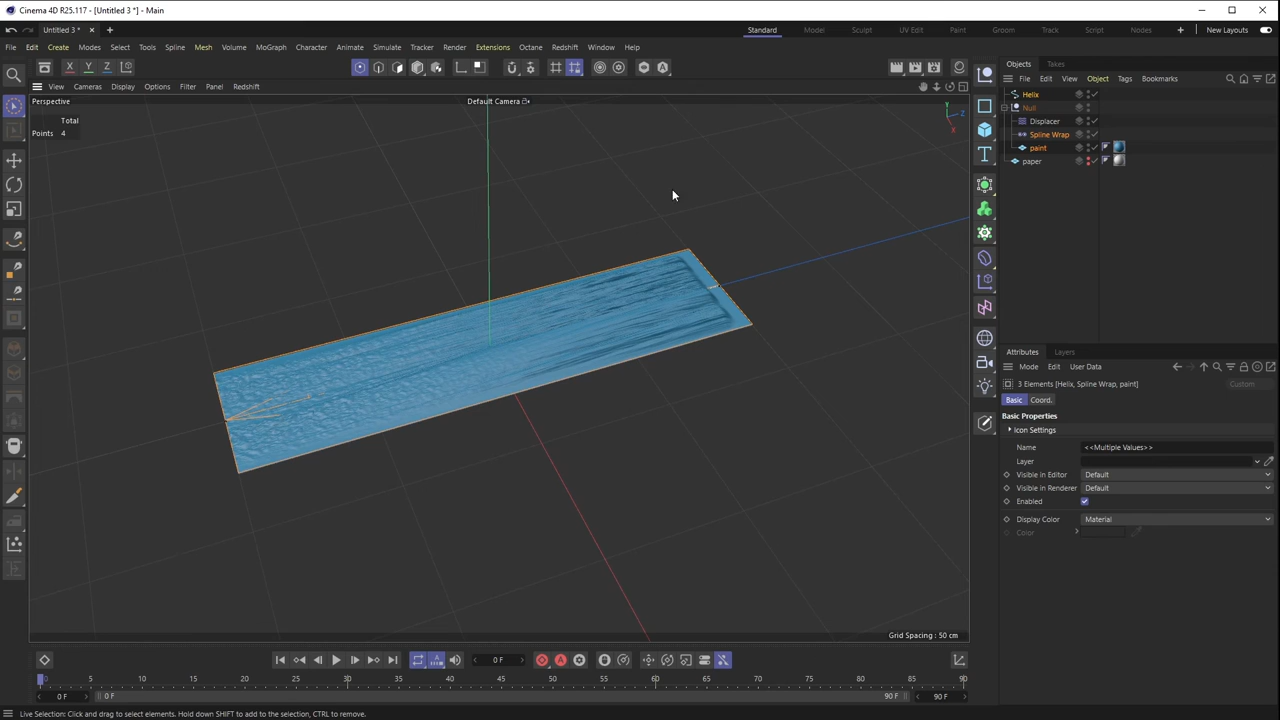 Cinema 4D R25.117 - [Untitled 3 *] - Main
Untitled 3 *
Standard Model Sculpt UV Edit Paint Groom Track Script Nodes New Layouts
File Edit Create Modes Select Tools Spline Mesh Volume MoGraph Character Animate Simulate Tracker Render Extensions Octane Redshift Window Help
Objects Takes
X Y Z
File Edit View Object Tags Bookmarks
View Cameras Display Options Filter Panel Redshift
Perspective
Default Camera
Helix
Null
Displacer
Spline Wrap
paint
paper
Total
Points 4
Y
Z
X
Attributes Layers
Mode Edit User Data
3 Elements [Helix, Spline Wrap, paint]
Custom
Basic Coord.
Basic Properties
Icon Settings
Name <<Multiple Values>>
Layer
Visible in Editor Default
Visible in Renderer Default
Enabled
Display Color Material
Color
Grid Spacing : 50 cm
0 F
0 5 10 15 20 25 30 35 40 45 50 55 60 65 70 75 80 85 90
0 F 0 F 90 F 90 F
Live Selection: Click and drag to select elements. Hold down SHIFT to add to the selection, CTRL to remove.